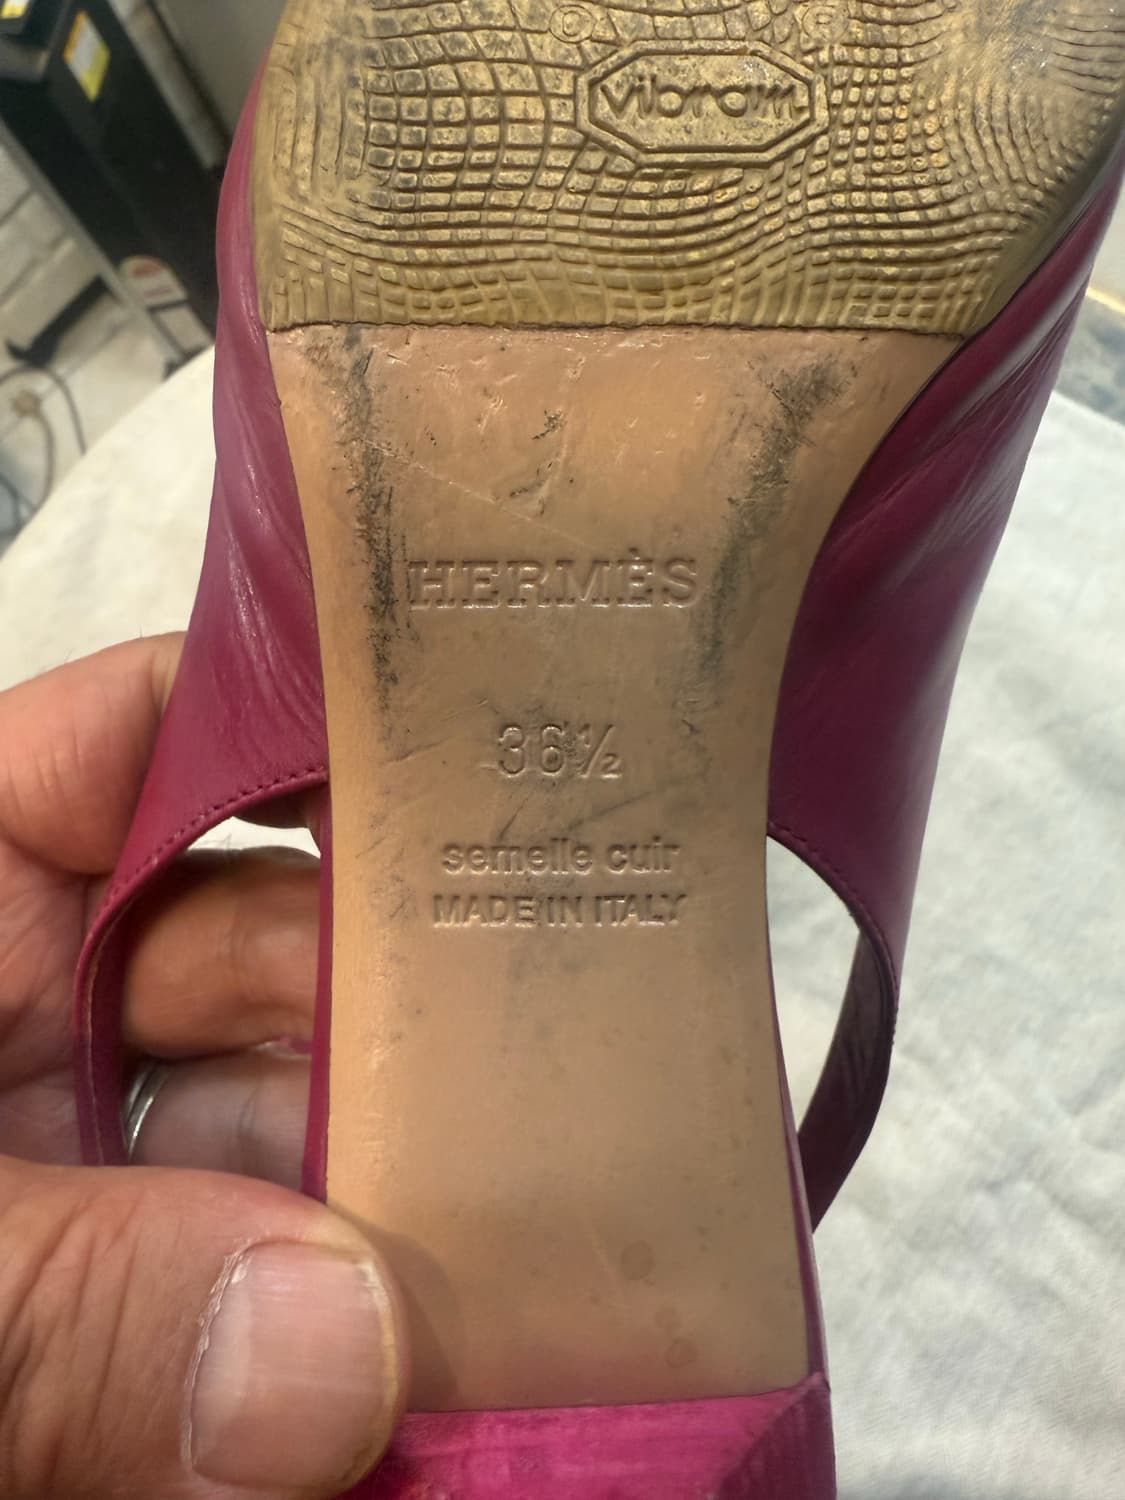 vibram
HERMÈS
36½
semelle cuir
MADE IN ITALY